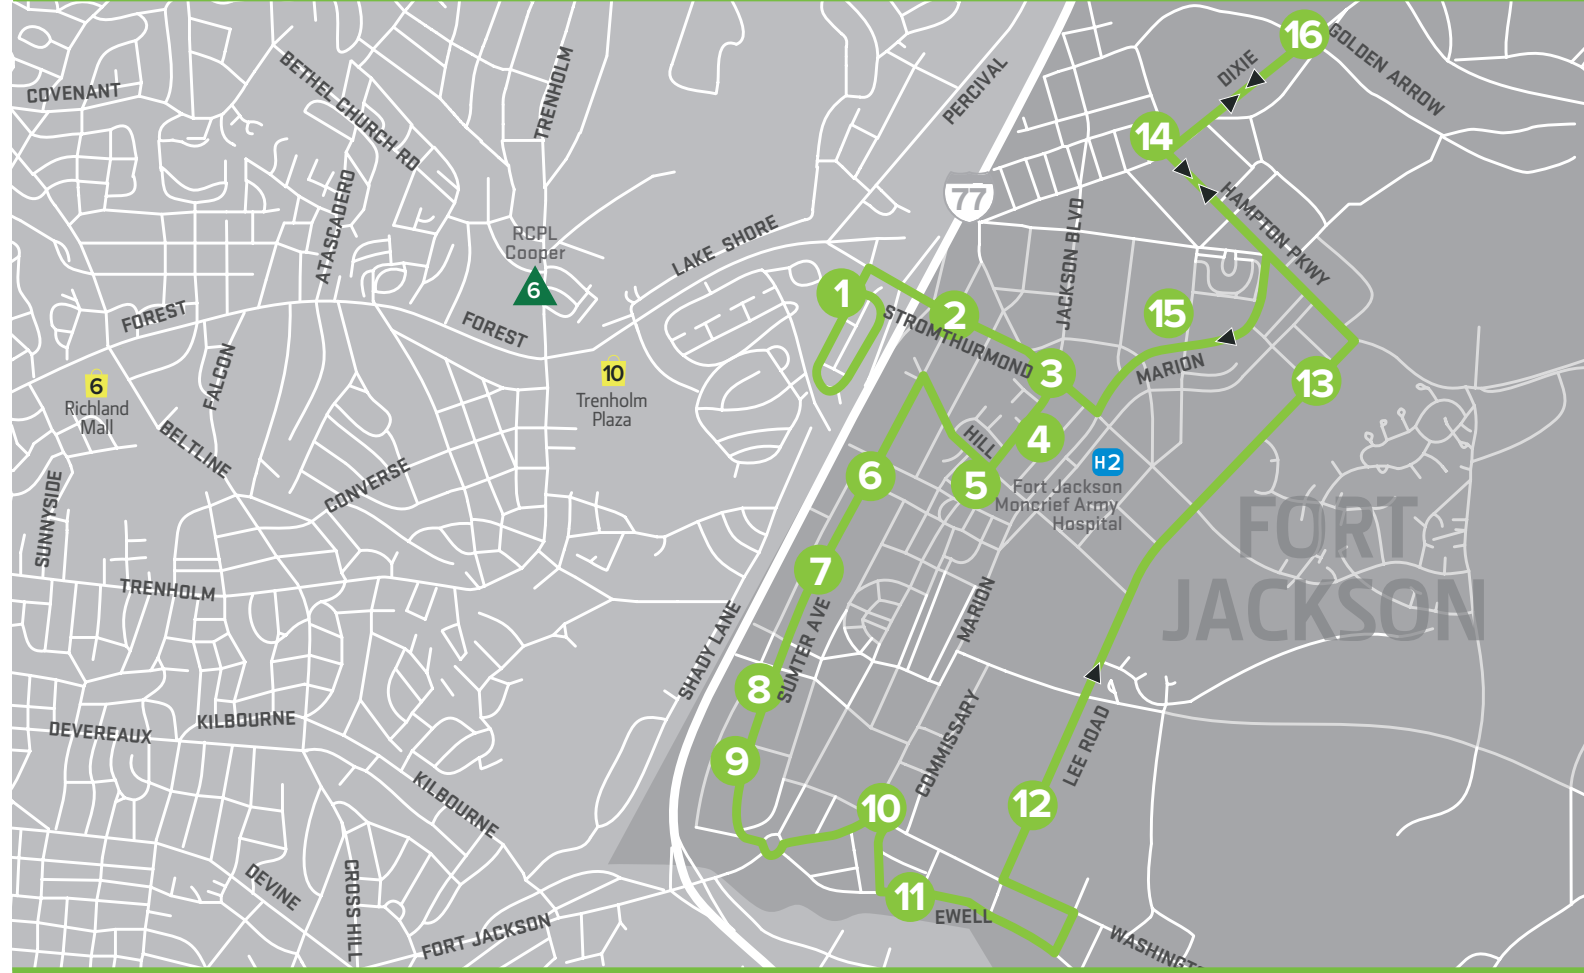 16
GOLDEN ARROW
DIXIE
COVENANT
BETHEL CHURCH RD
TRENHOLM
PERCIVAL
14
77
HAMPTON PKWY
ATASCADERO
JACKSON BLVD
RCPL
Cooper
6
LAKE SHORE
1
2
15
STROMTHURMOND
FOREST
FOREST
MARION
3
13
FALCON
6
Richland
Mall
10
Trenholm
Plaza
BELTLINE
HILL
4
H2
Fort Jackson
Moncrief Army
Hospital
5
6
CONVERSE
SUNNYSIDE
FORT
JACKSON
7
TRENHOLM
MARION
SHADY LANE
SUMTER AVE
8
DEVEREAUX
KILBOURNE
COMMISSARY
LEE ROAD
9
KILBOURNE
10
12
DEVINE
CROSS HILL
11
EWELL
FORT JACKSON
WASHINGT